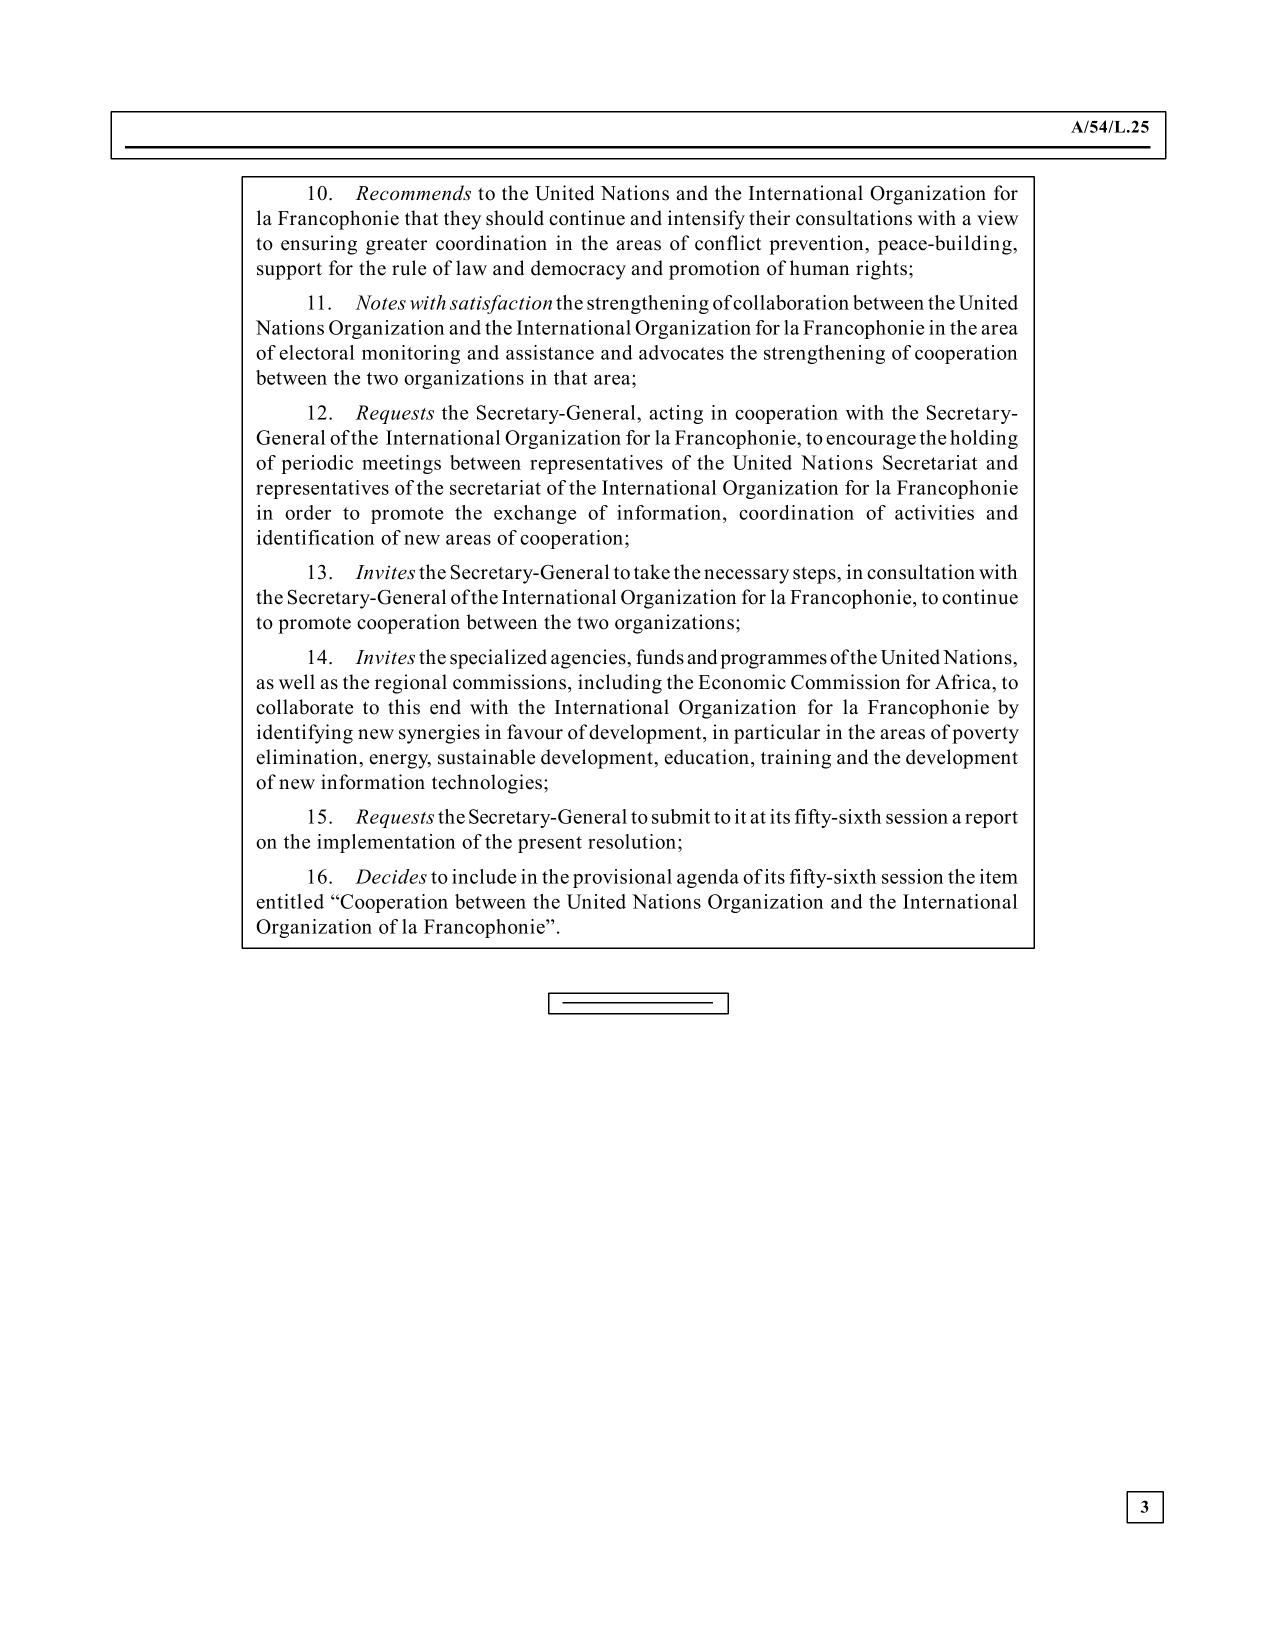 A/54/L.25
10. Recommends to the United Nations and the International Organization for
la Francophonie that they should continue and intensify their consultations with a view
to ensuring greater coordination in the areas of conflict prevention, peace-building,
support for the rule of law and democracy and promotion of human rights;
11. Notes with satisfaction the strengthening of collaboration between the United
Nations Organization and the International Organization for la Francophonie in the area
of electoral monitoring and assistance and advocates the strengthening of cooperation
between the two organizations in that area;
12. Requests the Secretary-General, acting in cooperation with the Secretary-
General of the International Organization for la Francophonie, to encourage the holding
of periodic meetings between representatives of the United Nations Secretariat and
representatives of the secretariat of the International Organization for la Francophonie
in order to promote the exchange of information, coordination of activities and
identification of new areas of cooperation;
13. Invites the Secretary-General to take the necessary steps, in consultation with
the Secretary-General of the International Organization for la Francophonie, to continue
to promote cooperation between the two organizations;
14. Invites the specialized agencies, funds and programmes of the United Nations,
as well as the regional commissions, including the Economic Commission for Africa, to
collaborate to this end with the International Organization for la Francophonie by
identifying new synergies in favour of development, in particular in the areas of poverty
elimination, energy, sustainable development, education, training and the development
of new information technologies;
15. Requests the Secretary-General to submit to it at its fifty-sixth session a report
on the implementation of the present resolution;
16. Decides to include in the provisional agenda of its fifty-sixth session the item
entitled “Cooperation between the United Nations Organization and the International
Organization of la Francophonie”.
3